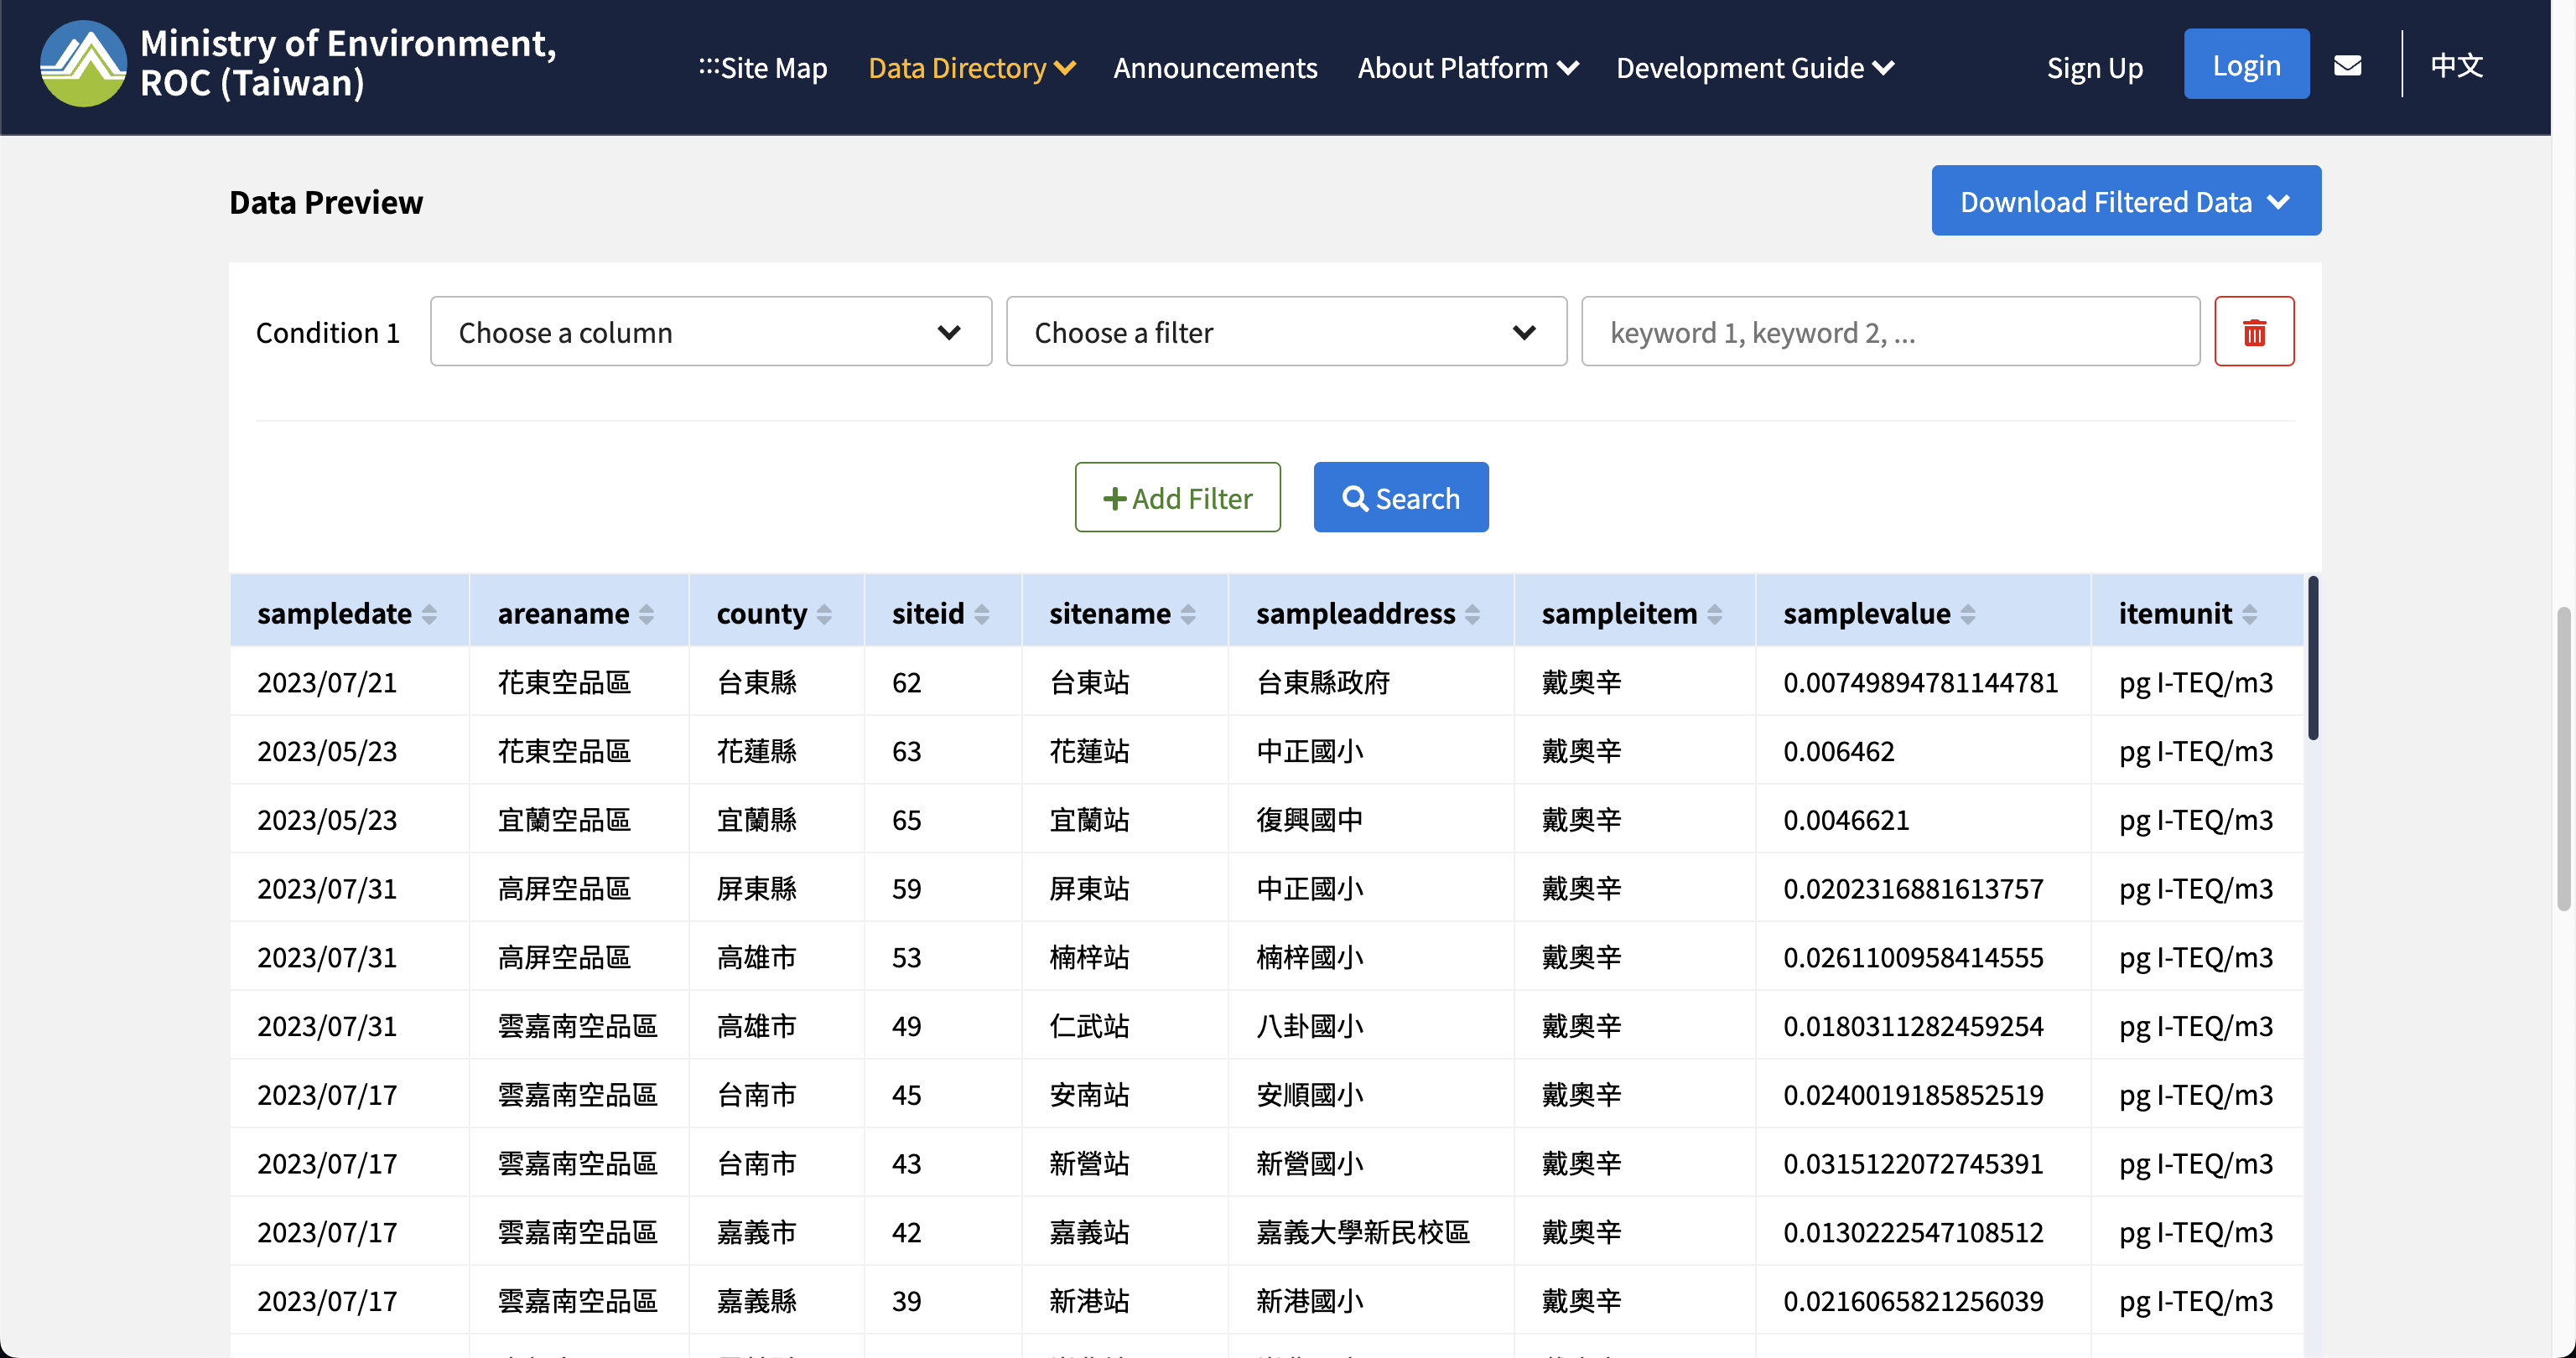 Ministry of Environment,
ROC (Taiwan)
:::Site Map Data Directory Announcements About Platform Development Guide Sign Up Login 中文
Data Preview Download Filtered Data
Condition 1 Choose a column Choose a filter keyword 1, keyword 2, ...
Add Filter Search
sampledate areaname county siteid sitename sampleaddress sampleitem samplevalue itemunit
2023/07/21 花東空品區 台東縣 62 台東站 台東縣政府 戴奧辛 0.00749894781144781 pg I-TEQ/m3
2023/05/23 花東空品區 花蓮縣 63 花蓮站 中正國小 戴奧辛 0.006462 pg I-TEQ/m3
2023/05/23 宜蘭空品區 宜蘭縣 65 宜蘭站 復興國中 戴奧辛 0.0046621 pg I-TEQ/m3
2023/07/31 高屏空品區 屏東縣 59 屏東站 中正國小 戴奧辛 0.0202316881613757 pg I-TEQ/m3
2023/07/31 高屏空品區 高雄市 53 楠梓站 楠梓國小 戴奧辛 0.0261100958414555 pg I-TEQ/m3
2023/07/31 雲嘉南空品區 高雄市 49 仁武站 八卦國小 戴奧辛 0.0180311282459254 pg I-TEQ/m3
2023/07/17 雲嘉南空品區 台南市 45 安南站 安順國小 戴奧辛 0.0240019185852519 pg I-TEQ/m3
2023/07/17 雲嘉南空品區 台南市 43 新營站 新營國小 戴奧辛 0.0315122072745391 pg I-TEQ/m3
2023/07/17 雲嘉南空品區 嘉義市 42 嘉義站 嘉義大學新民校區 戴奧辛 0.0130222547108512 pg I-TEQ/m3
2023/07/17 雲嘉南空品區 嘉義縣 39 新港站 新港國小 戴奧辛 0.0216065821256039 pg I-TEQ/m3